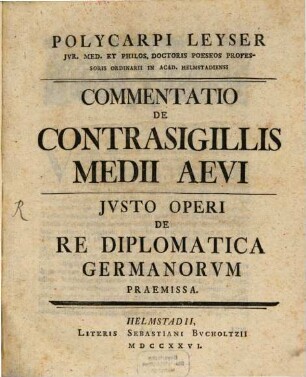 POLYCARPI LEYSER
JVR. MED. ET PHILOS. DOCTORIS POESEOS PROFES-
SORIS ORDINARII IN ACAD. HELMSTADIENSI
COMMENTATIO
DE
CONTRASIGILLIS
MEDII AEVI
JVSTO OPERI
DE
RE DIPLOMATICA
GERMANORVM
PRAEMISSA.
HELMSTADII,
LITERIS SEBASTIANI BVCHOLTZII
MDCCXXVI.